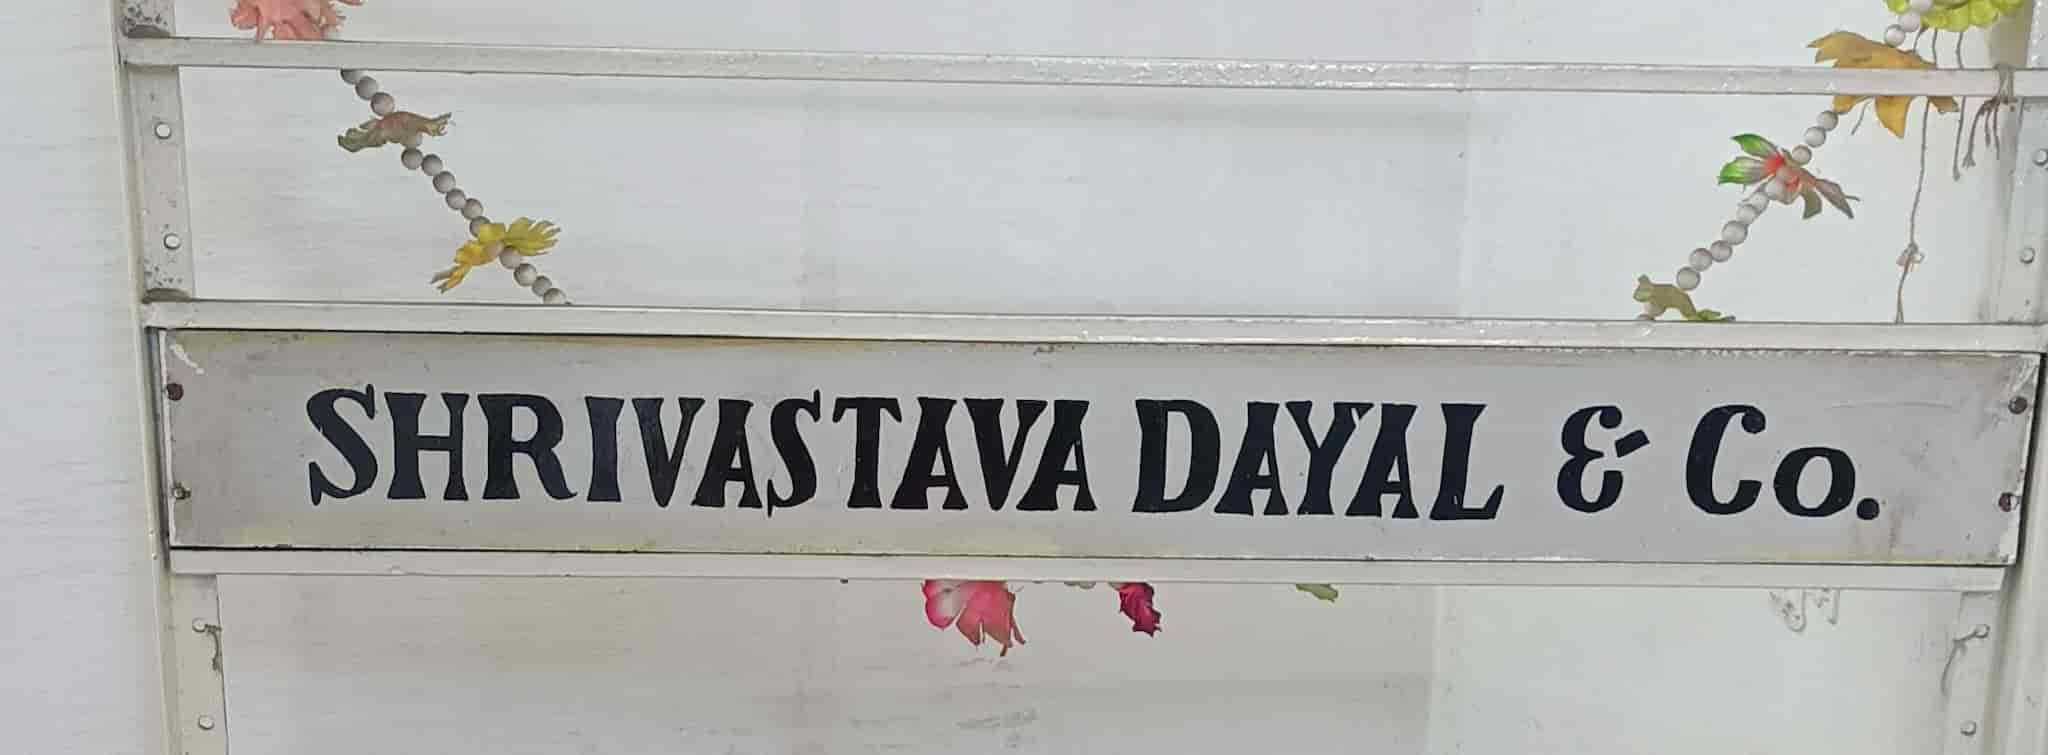 SHRIVASTAVA DAYAL & Co.